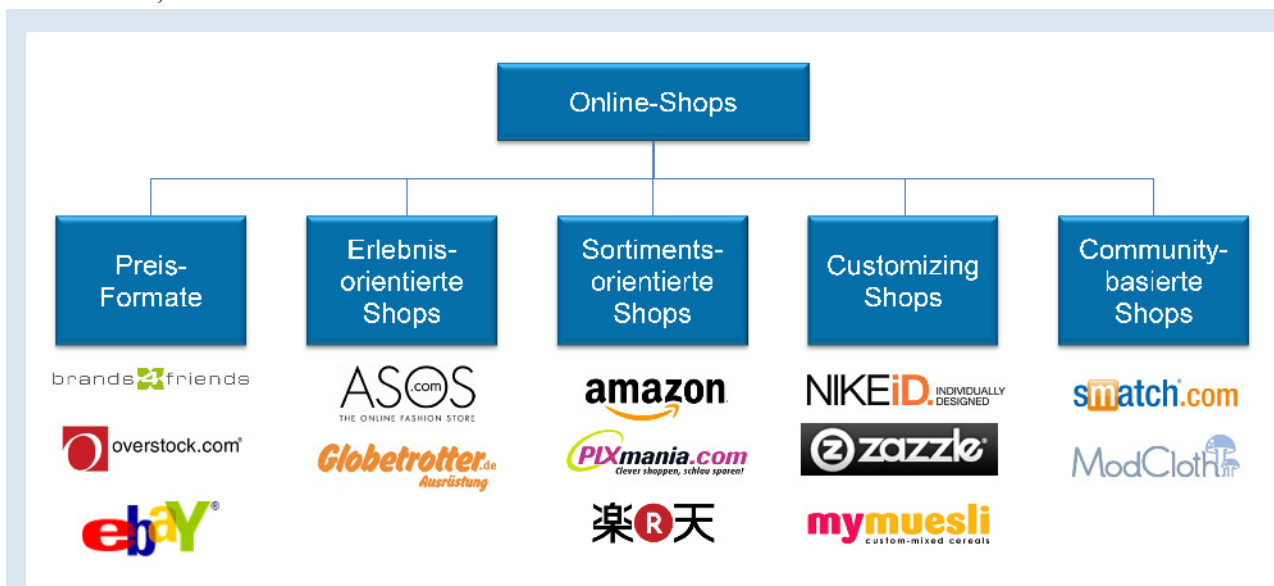 Online-Shops
Preis-
Formate
Erlebnis-
orientierte
Shops
Sortiments-
orientierte
Shops
Customizing
Shops
Community-
basierte
Shops
brands4friends
overstock.com®
ebaY®
ASOS
.com
THE ONLINE FASHION STORE
Globetrotter.de
Ausrüstung
amazon
PIXmania.com
Clever shoppen, schlau sparen!
楽R天
NIKEiD. INDIVIDUALLY
DESIGNED
zazzle®
mymuesli
custom-mixed cereals
smatch.com
ModCloth